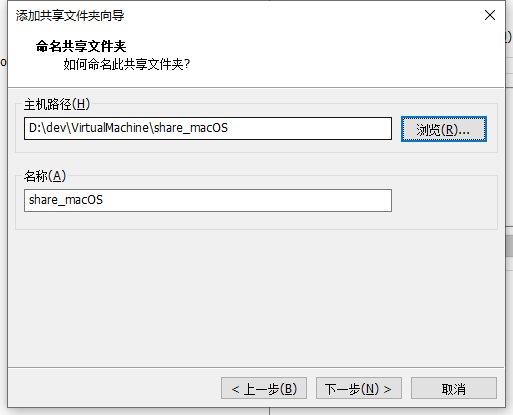 添加共享文件夹向导
命名共享文件夹
如何命名此共享文件夹?
主机路径(H)
D:\dev\VirtualMachine\share_macOS
浏览(R)...
名称(A)
share_macOS
< 上一步(B)
下一步(N) >
取消